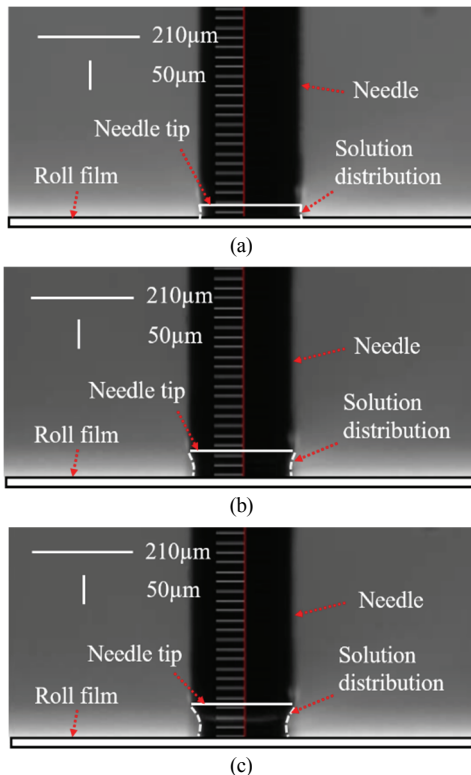 210μm
50μm
Needle
Needle tip
Solution
distribution
Roll film
(a)
210μm
50μm
Needle
Needle tip
Solution
distribution
Roll film
(b)
210μm
50μm
Needle
Needle tip
Solution
distribution
Roll film
(c)